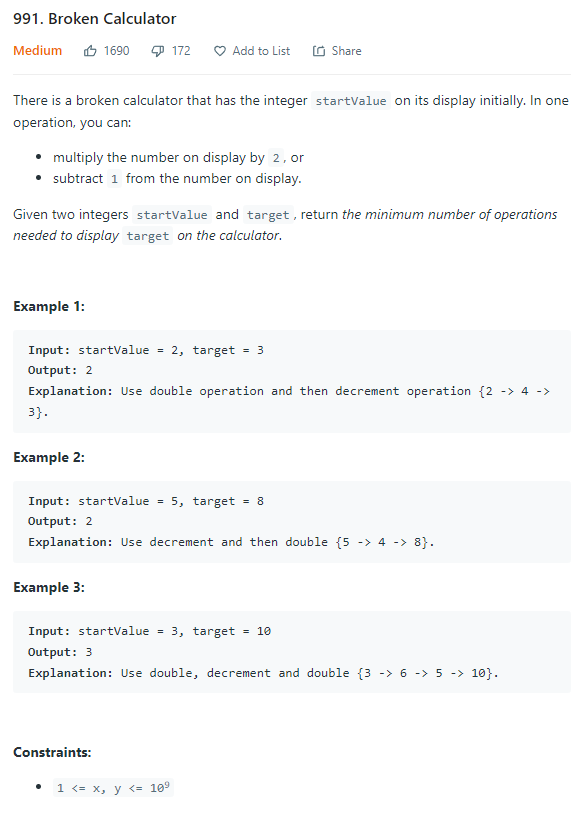 991. Broken Calculator
Medium 1690 172 Add to List Share
There is a broken calculator that has the integer startValue on its display initially. In one
operation, you can:
• multiply the number on display by 2, or
• subtract 1 from the number on display.
Given two integers startValue and target, return the minimum number of operations
needed to display target on the calculator.
Example 1:
Input: startValue = 2, target = 3
Output: 2
Explanation: Use double operation and then decrement operation {2 -> 4 ->
3}.
Example 2:
Input: startValue = 5, target = 8
Output: 2
Explanation: Use decrement and then double {5 -> 4 -> 8}.
Example 3:
Input: startValue = 3, target = 10
Output: 3
Explanation: Use double, decrement and double {3 -> 6 -> 5 -> 10}.
Constraints:
• 1 <= x, y <= 10⁹